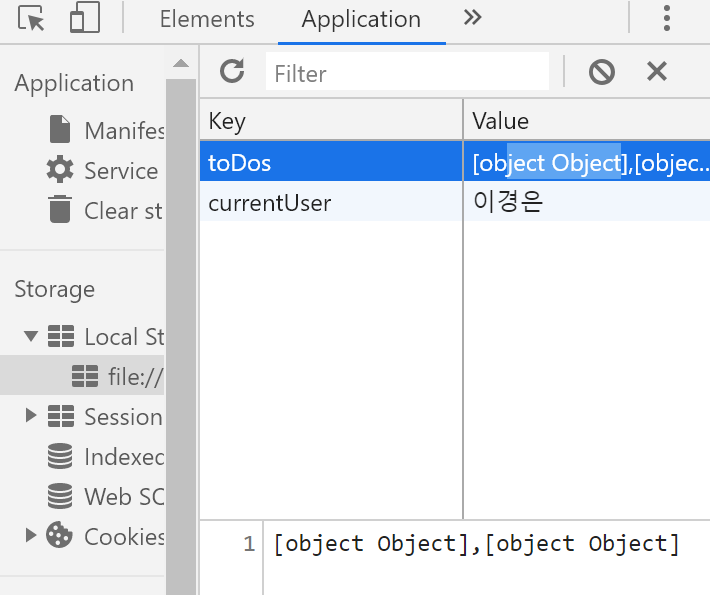 Elements
Application
Application
Manifes
Service
Clear st
Storage
Local St
file://
Session
Indexed
Web SC
Cookies
Filter
Key
Value
toDos
[object Object],[objec...
currentUser
이경은
1
[object Object],[object Object]